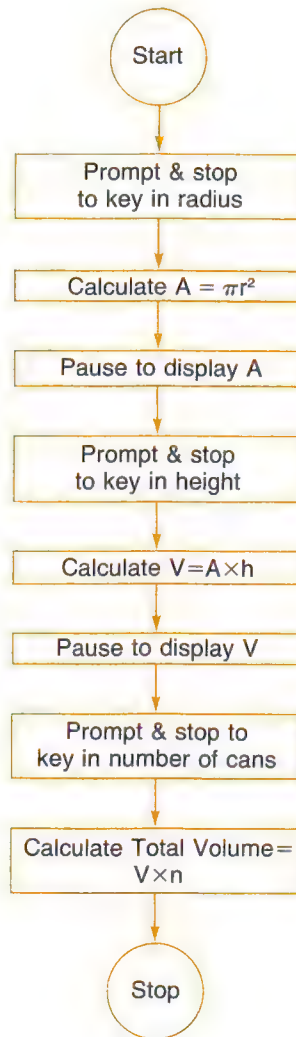 Start
Prompt & stop
to key in radius
Calculate A = πr²
Pause to display A
Prompt & stop
to key in height
Calculate V=A×h
Pause to display V
Prompt & stop to
key in number of cans
Calculate Total Volume=
V×n
Stop